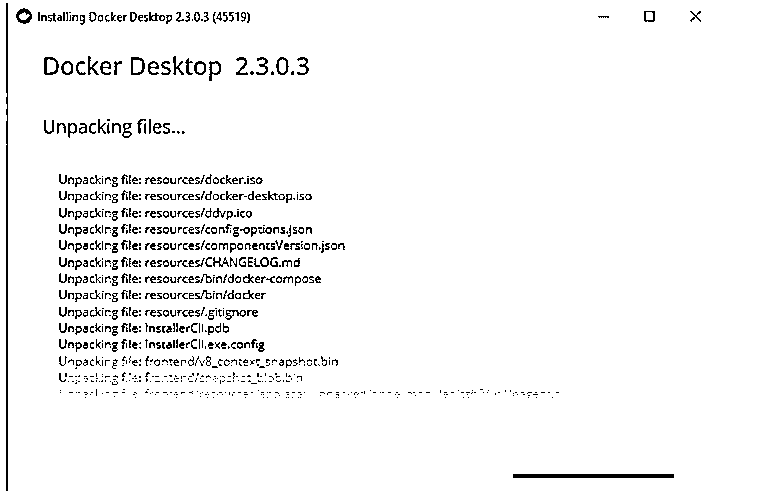 Installing Docker Desktop 2.3.0.3 (45519)
Docker Desktop 2.3.0.3
Unpacking files...
Unpacking file: resources/docker.iso
Unpacking file: resources/docker-desktop.iso
Unpacking file: resources/ddvp.ico
Unpacking file: resources/config-options.json
Unpacking file: resources/componentsVersion.json
Unpacking file: resources/CHANGELOG.md
Unpacking file: resources/bin/docker-compose
Unpacking file: resources/bin/docker
Unpacking file: resources/.gitignore
Unpacking file: InstallerCli.pdb
Unpacking file: InstallerCli.exe.config
Unpacking file: frontend/v8_context_snapshot.bin
Unpacking file: frontend/snapshot_blob.bin
Unpacking file: